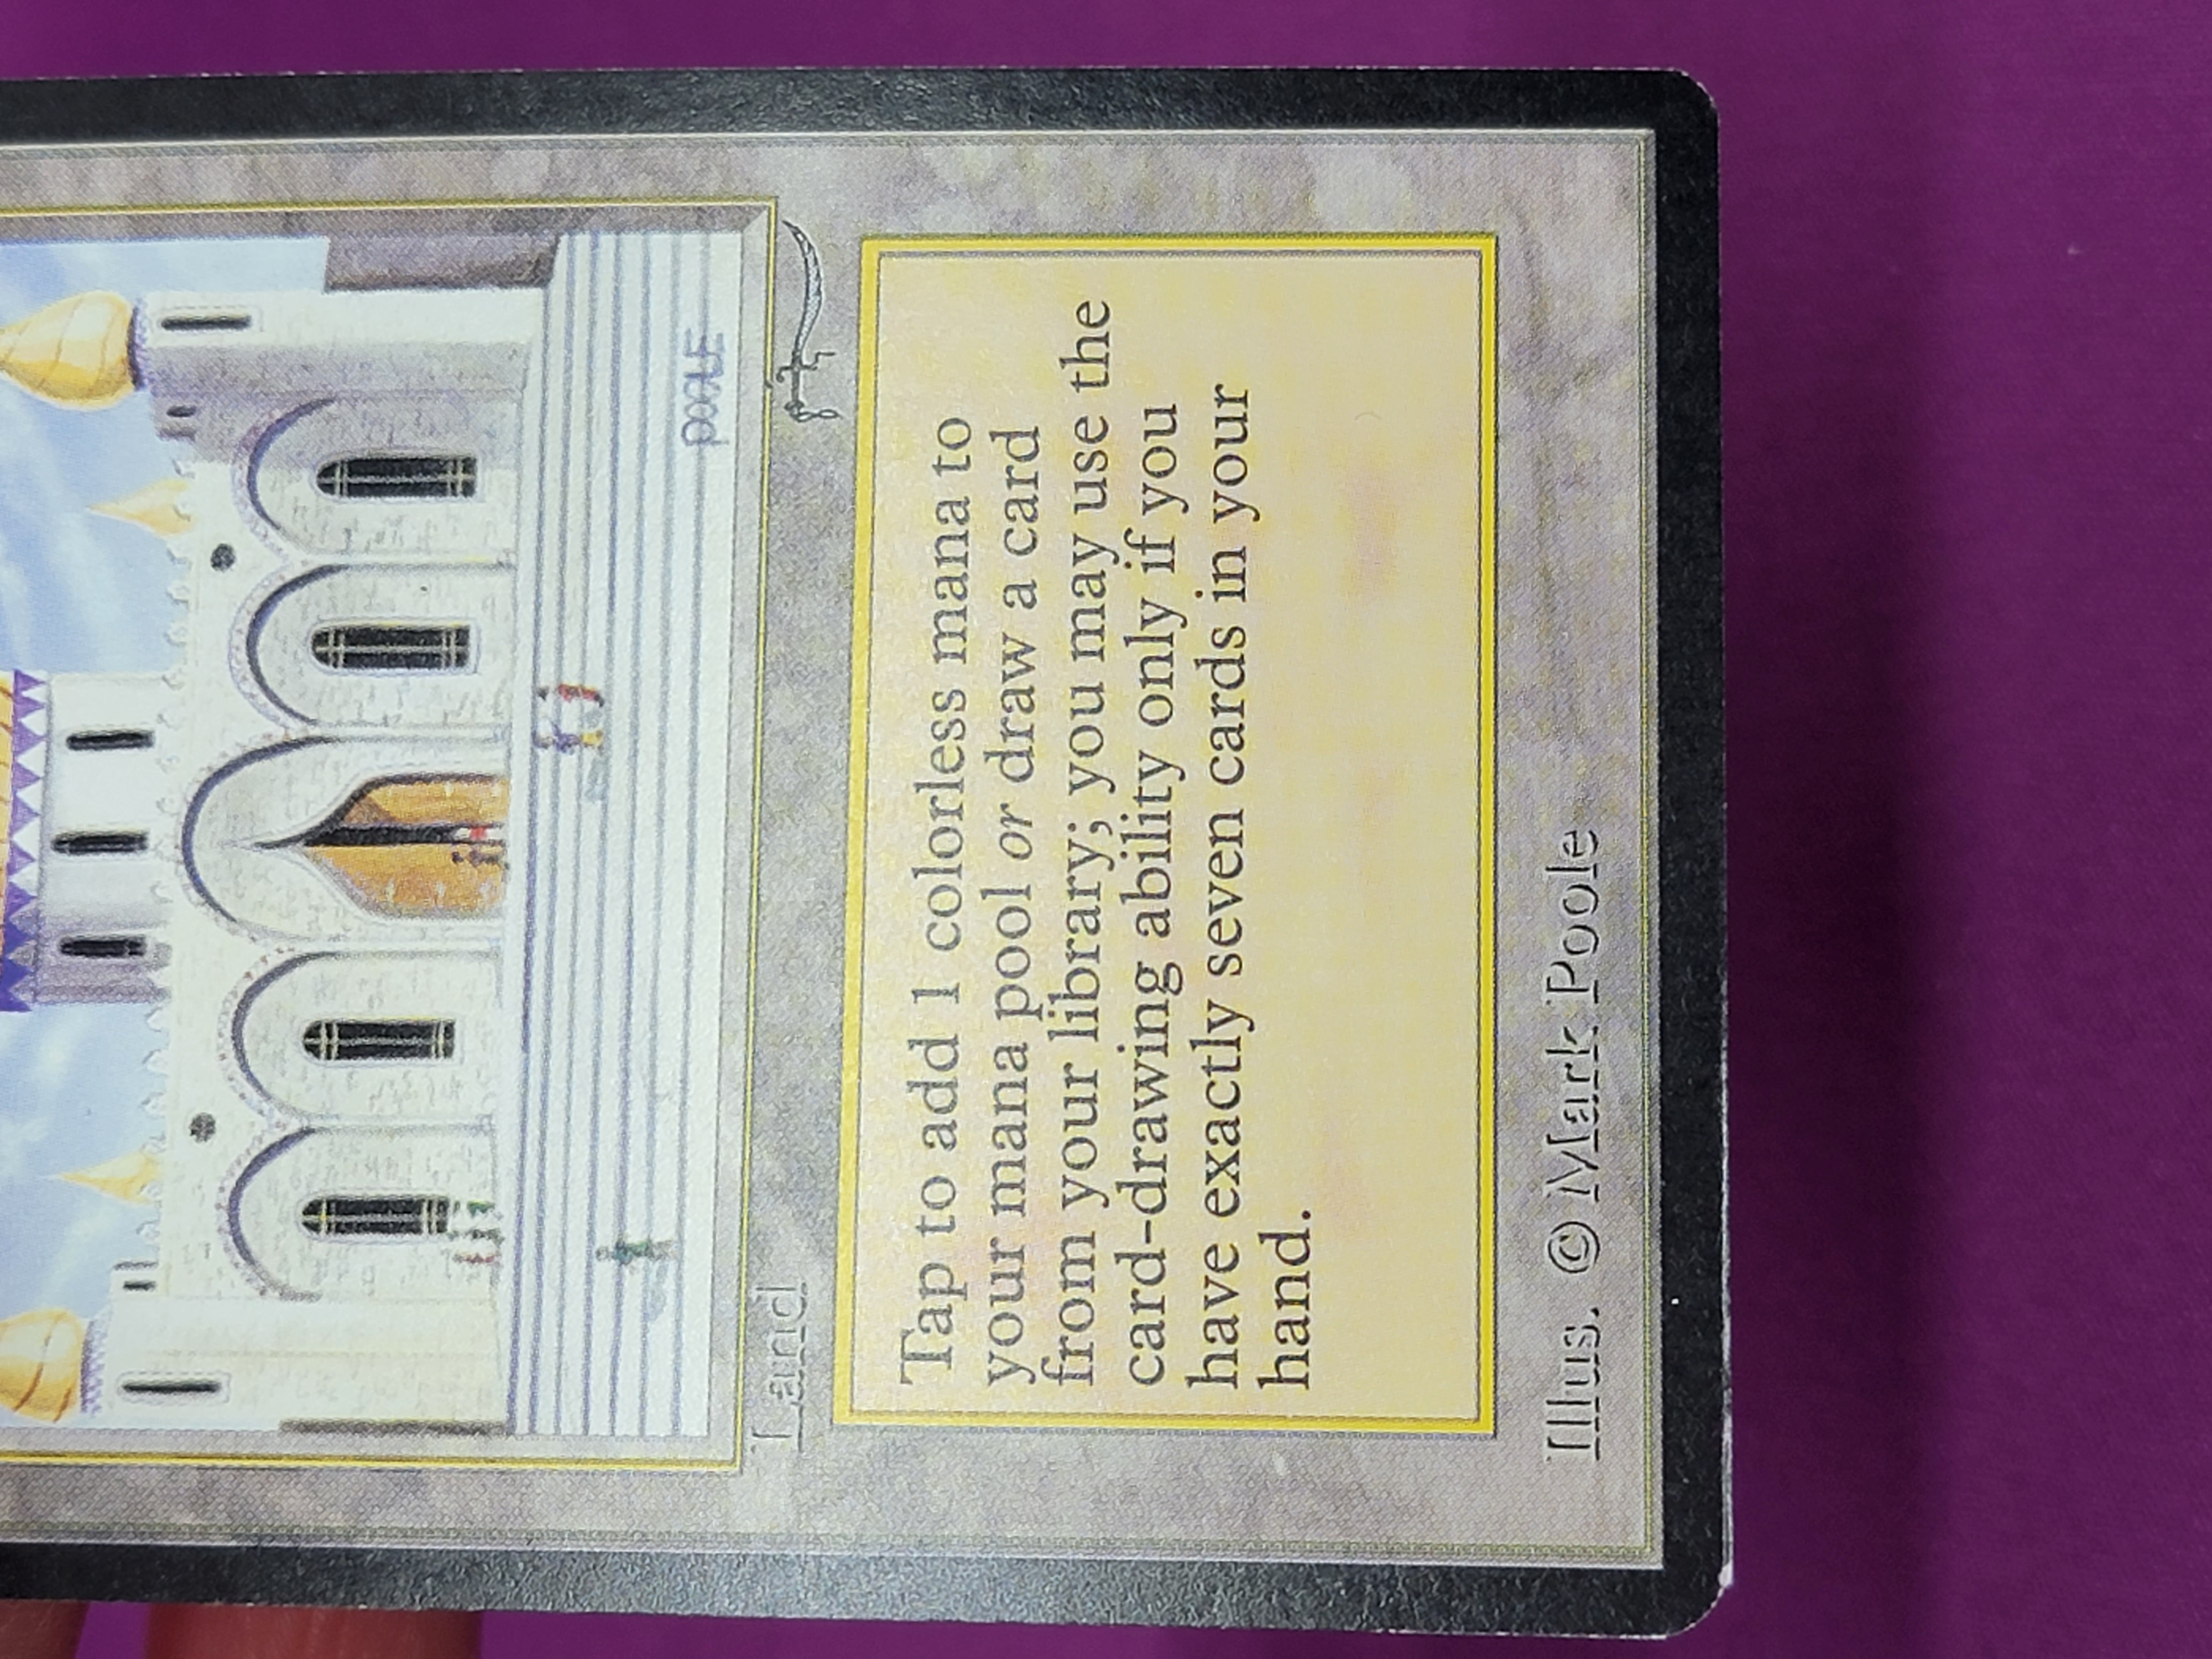 POOLE
Land
Tap to add 1 colorless mana to
your mana pool or draw a card
from your library; you may use the
card-drawing ability only if you
have exactly seven cards in your
hand.
Illus. © Mark Poole